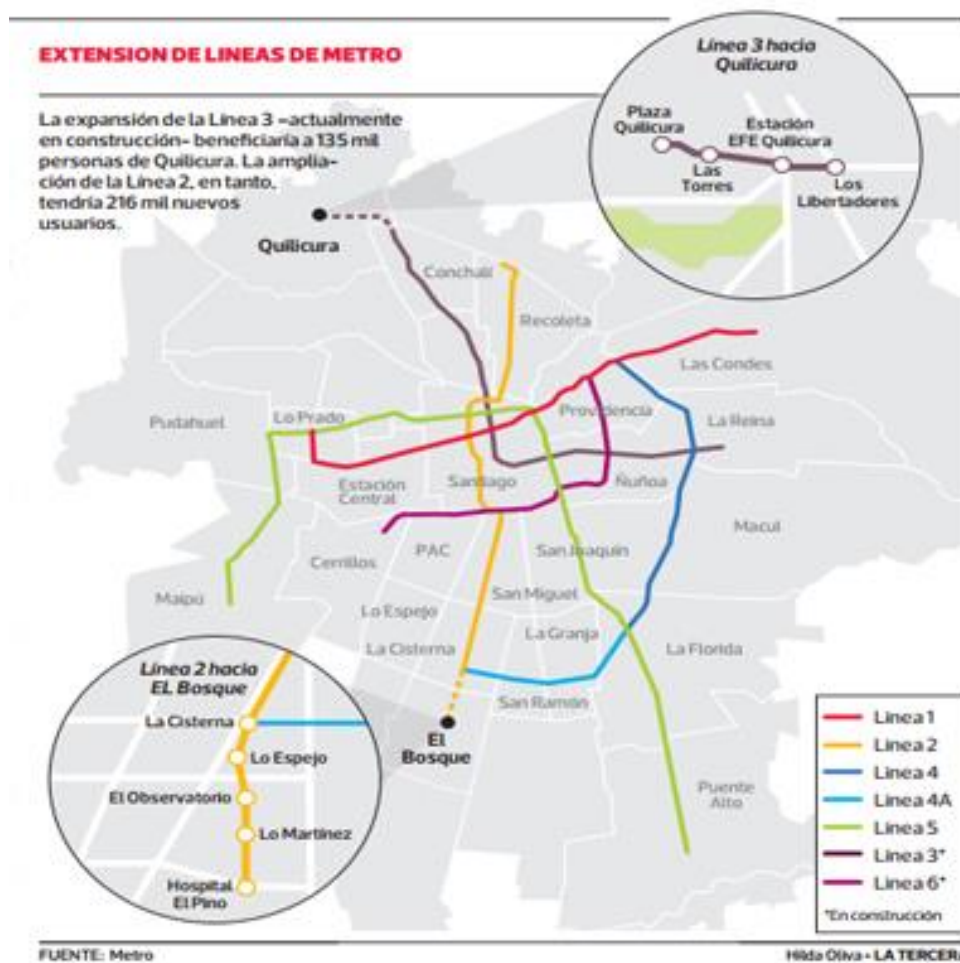 EXTENSION DE LINEAS DE METRO
La expansión de la Línea 3 –actualmente
en construcción– beneficiaría a 135 mil
personas de Quilicura. La amplia-
ción de la Línea 2, en tanto,
tendría 216 mil nuevos
usuarios.
Línea 3 hacia
Quilicura
Plaza
Quilicura
Estación
EFE Quilicura
Las
Torres
Los
Libertadores
Quilicura
Conchalí
Recoleta
Las Condes
Pudahuel
Lo Prado
Providencia
La Reina
Estación
Central
Santiago
Ñuñoa
Macul
Cerrillos
PAC
San Joaquín
Maipú
Lo Espejo
San Miguel
La Cisterna
La Granja
La Florida
San Ramón
El
Bosque
Puente
Alto
Línea 2 hacia
EL Bosque
La Cisterna
Lo Espejo
El Observatorio
Lo Martínez
Hospital
El Pino
Línea 1
Línea 2
Línea 4
Línea 4A
Línea 5
Línea 3*
Línea 6*
*En construcción
FUENTE: Metro
Hilda Oliva - LA TERCERA